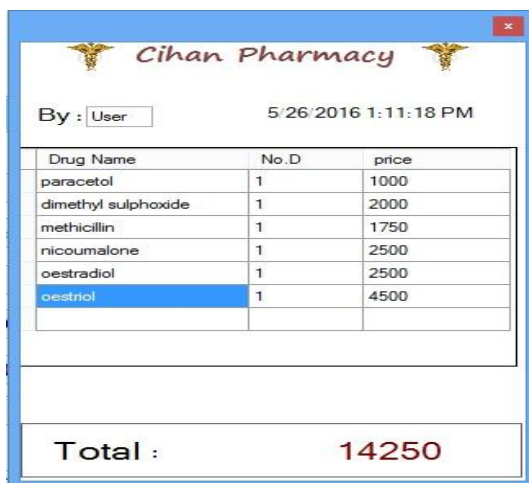 Cihan Pharmacy
By : User 5/26/2016 1:11:18 PM
Drug Name No.D price
paracetol 1 1000
dimethyl sulphoxide 1 2000
methicillin 1 1750
nicoumalone 1 2500
oestradiol 1 2500
oestriol 1 4500
Total : 14250